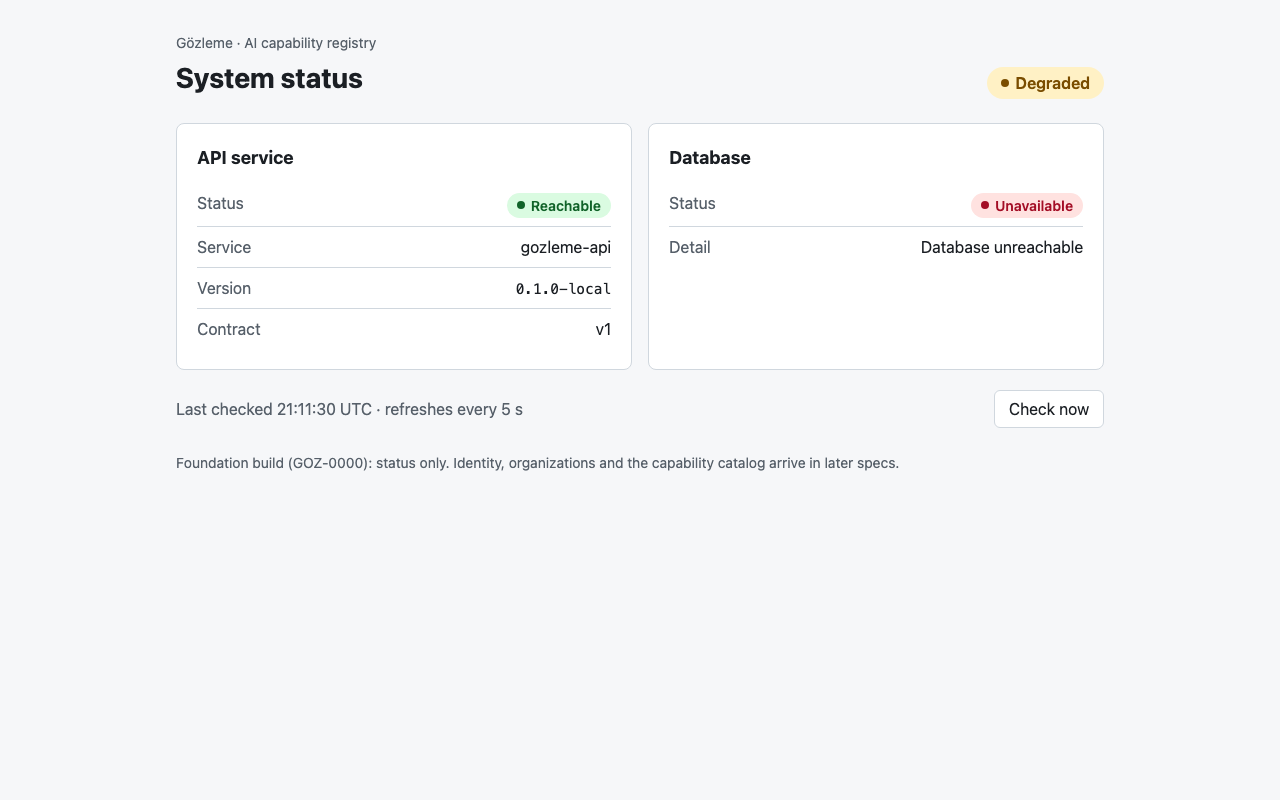 Gözleme · AI capability registry
System status
Degraded
API service
Status
Reachable
Service
gozleme-api
Version
0.1.0-local
Contract
v1
Database
Status
Unavailable
Detail
Database unreachable
Last checked 21:11:30 UTC · refreshes every 5 s
Check now
Foundation build (GOZ-0000): status only. Identity, organizations and the capability catalog arrive in later specs.